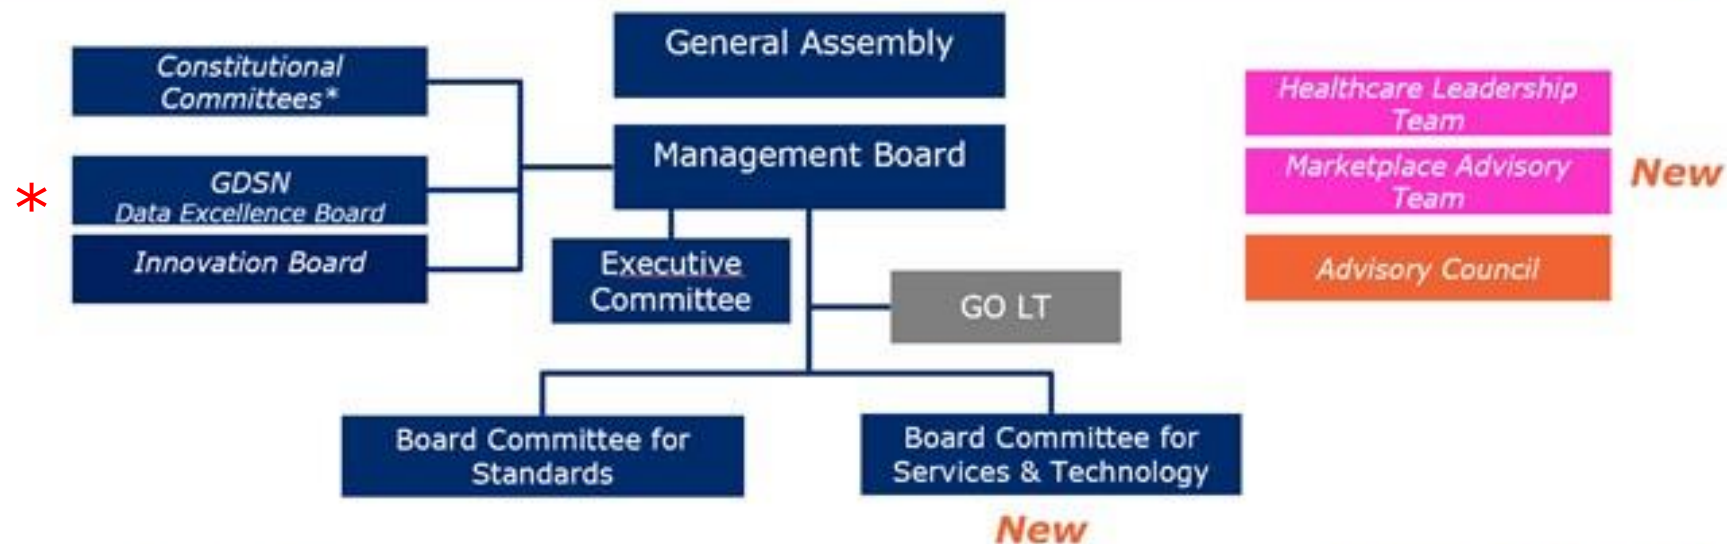 General Assembly
Constitutional
Committees*
Healthcare Leadership
Team
Management Board
Marketplace Advisory
Team
New
*
GDSN
Data Excellence Board
Innovation Board
Executive
Committee
GO LT
Advisory Council
Board Committee for
Standards
Board Committee for
Services & Technology
New